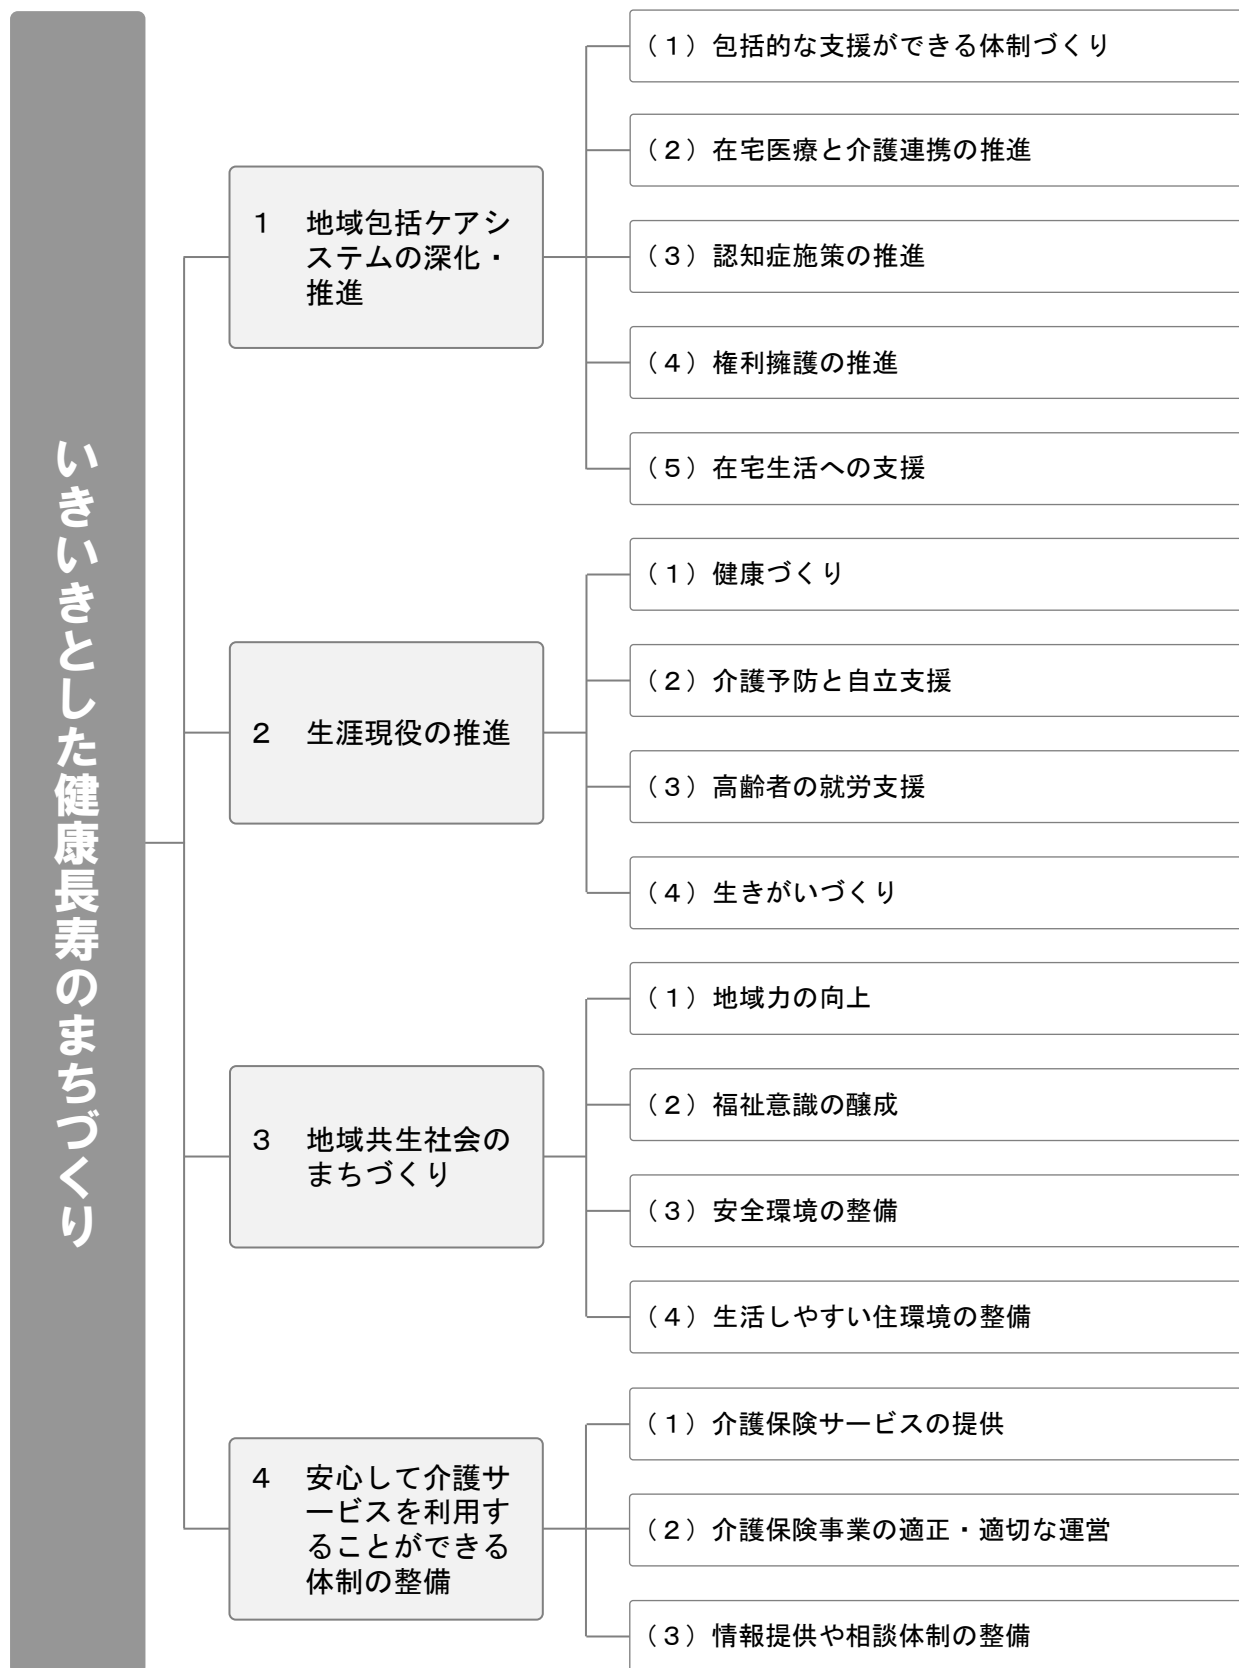 いきいきとした健康長寿のまちづくり
１　地域包括ケアシ
ステムの深化・
推進
（１）包括的な支援ができる体制づくり
（２）在宅医療と介護連携の推進
（３）認知症施策の推進
（４）権利擁護の推進
（５）在宅生活への支援
２　生涯現役の推進
（１）健康づくり
（２）介護予防と自立支援
（３）高齢者の就労支援
（４）生きがいづくり
３　地域共生社会の
まちづくり
（１）地域力の向上
（２）福祉意識の醸成
（３）安全環境の整備
（４）生活しやすい住環境の整備
４　安心して介護サ
ービスを利用す
ることができる
体制の整備
（１）介護保険サービスの提供
（２）介護保険事業の適正・適切な運営
（３）情報提供や相談体制の整備